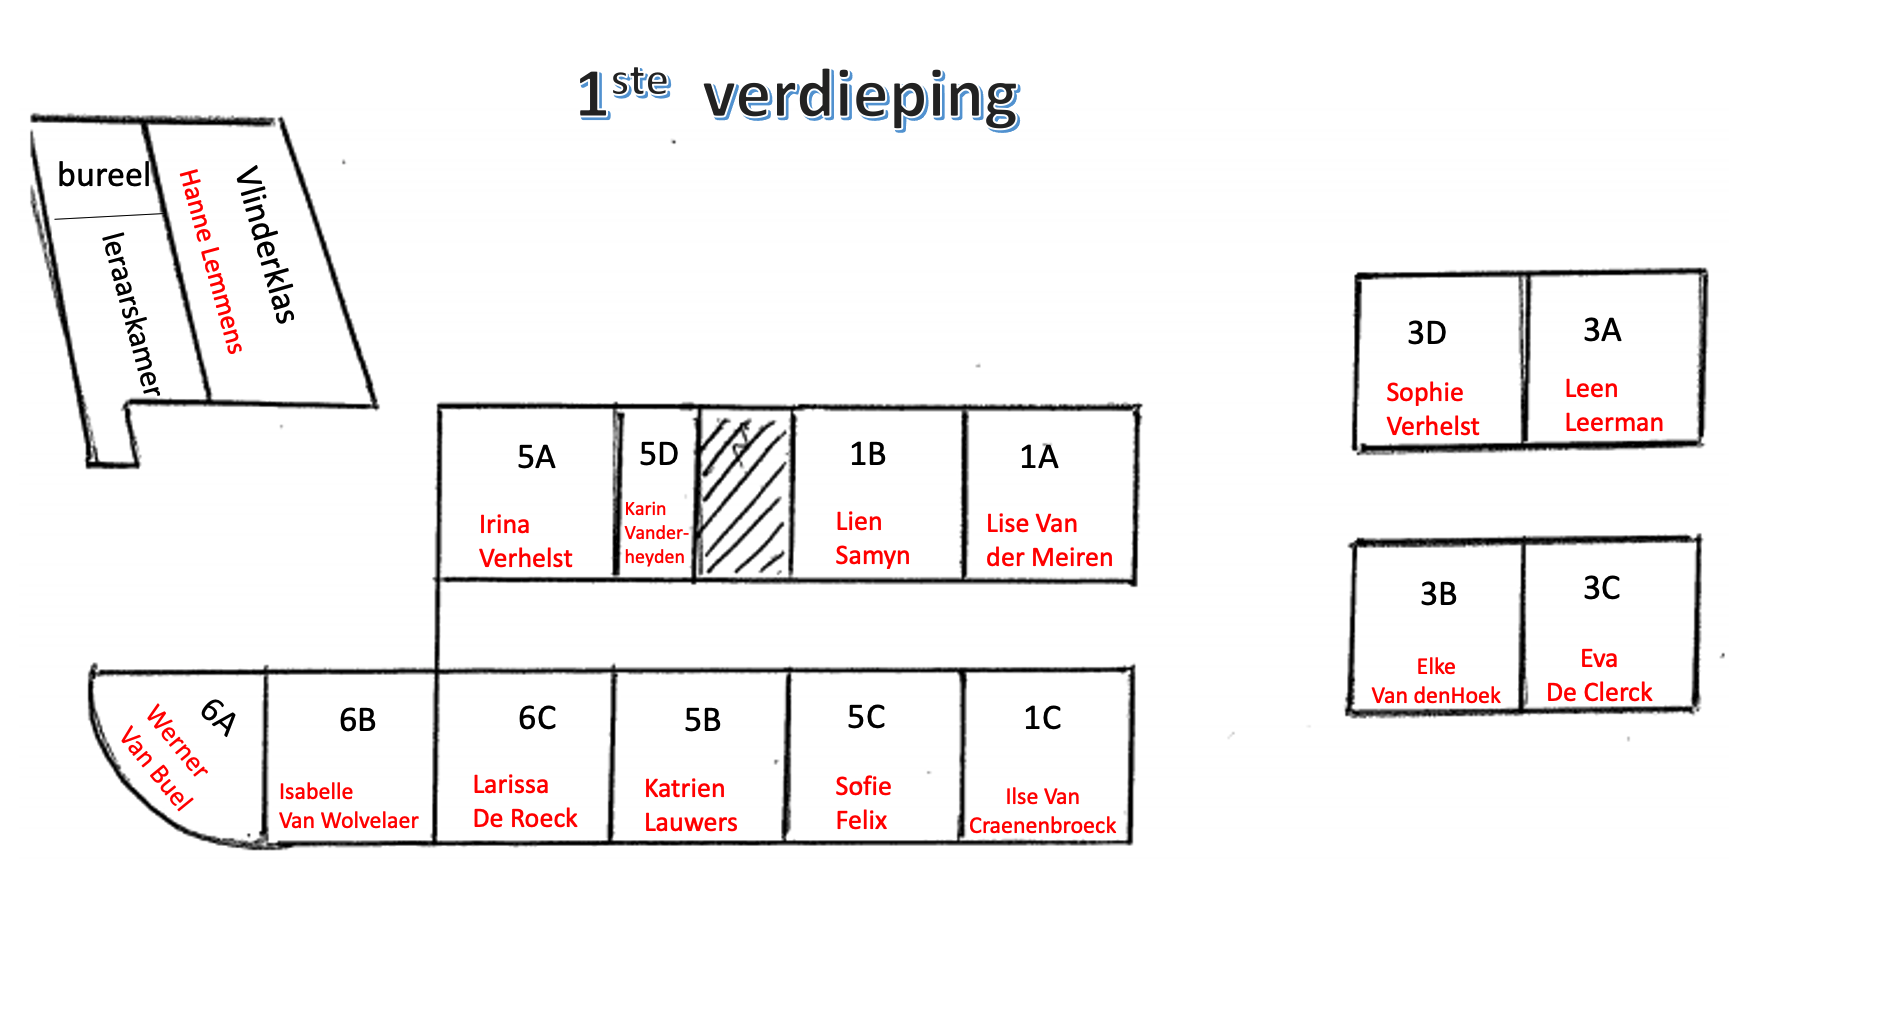 1ste verdieping
bureel
leraarskamer
Vlinderklas
Hanne Lemmens
3D
Sophie
Verhelst
3A
Leen
Leerman
5A
Irina
Verhelst
5D
Karin
Vander-
heyden
1B
Lien
Samyn
1A
Lise Van
der Meiren
3B
Elke
Van denHoek
3C
Eva
De Clerck
6A
Werner
Van Buel
6B
Isabelle
Van Wolvelaer
6C
Larissa
De Roeck
5B
Katrien
Lauwers
5C
Sofie
Felix
1C
Ilse Van
Craenenbroeck